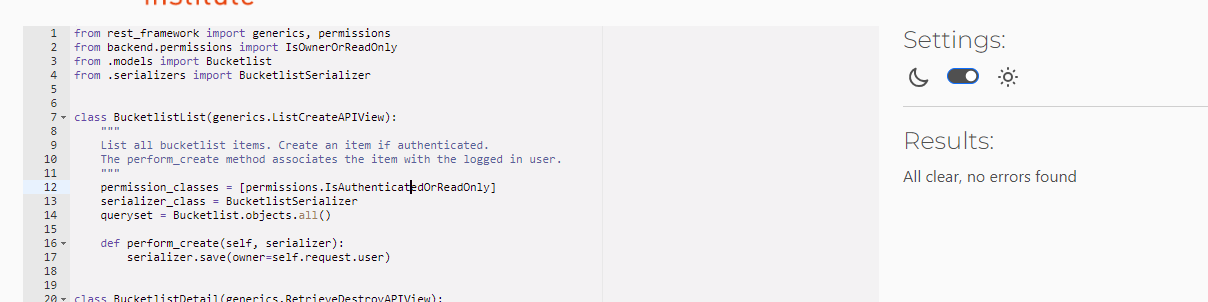 Institute
1 from rest_framework import generics, permissions
2 from backend.permissions import IsOwnerOrReadOnly
3 from .models import Bucketlist
4 from .serializers import BucketlistSerializer
5
6
7 class BucketlistList(generics.ListCreateAPIView):
8 """
9 List all bucketlist items. Create an item if authenticated.
10 The perform_create method associates the item with the logged in user.
11 """
12 permission_classes = [permissions.IsAuthenticatedOrReadOnly]
13 serializer_class = BucketlistSerializer
14 queryset = Bucketlist.objects.all()
15
16 def perform_create(self, serializer):
17 serializer.save(owner=self.request.user)
18
19
20 class BucketlistDetail(generics.RetrieveDestroyAPIView):
Settings:
Results:
All clear, no errors found